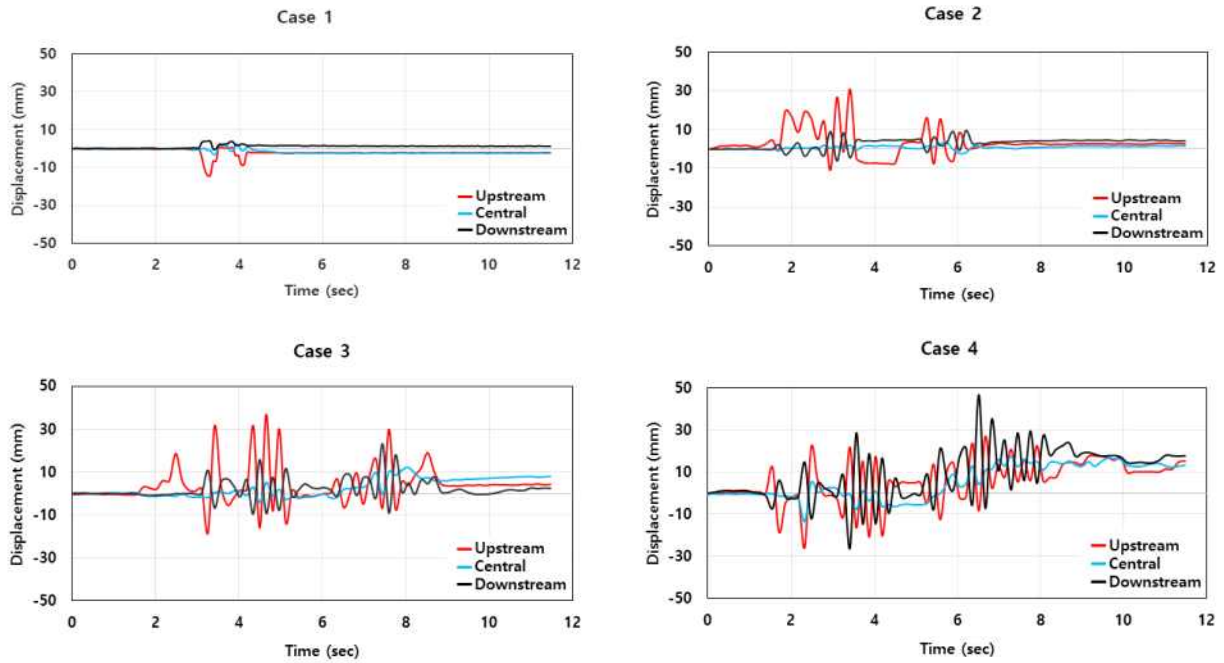 Case 1
Displacement (mm)
50
30
10
-10
-30
-50
Upstream
Central
Downstream
0 2 4 6 8 10 12
Time (sec)
Case 2
Displacement (mm)
50
30
10
-10
-30
-50
Upstream
Central
Downstream
0 2 4 6 8 10 12
Time (sec)
Case 3
Displacement (mm)
50
30
10
-10
-30
-50
Upstream
Central
Downstream
0 2 4 6 8 10 12
Time (sec)
Case 4
Displacement (mm)
50
30
10
-10
-30
-50
Upstream
Central
Downstream
0 2 4 6 8 10 12
Time (sec)